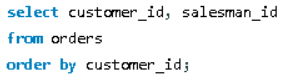 select customer_id, salesman_id
from orders
order by customer_id;